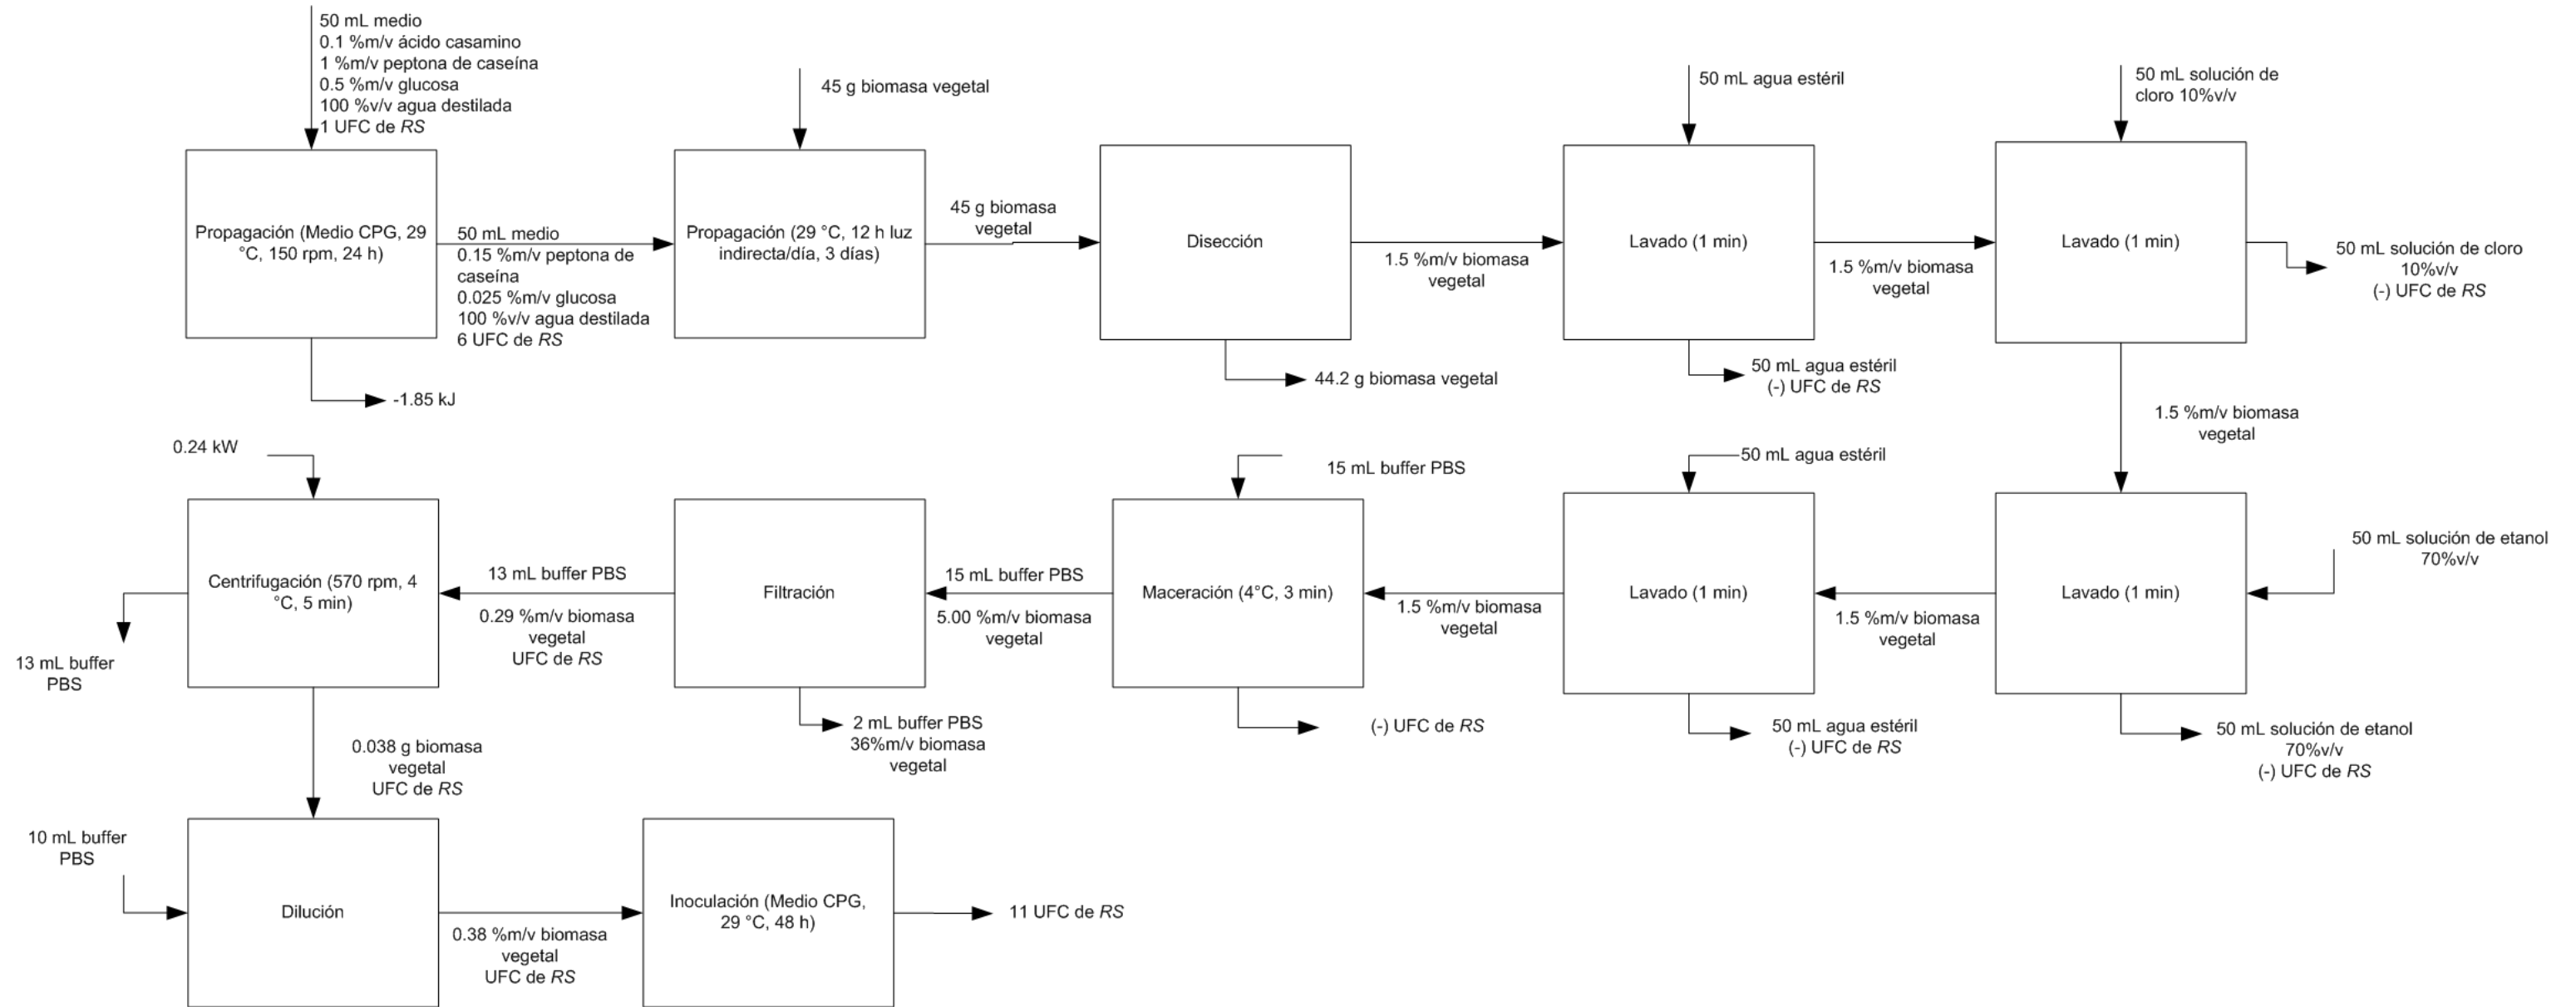 50 mL medio
0.1 %m/v ácido casamino
1 %m/v peptona de caseína
0.5 %m/v glucosa
100 %v/v agua destilada
1 UFC de RS
Propagación (Medio CPG, 29
°C, 150 rpm, 24 h)
-1.85 kJ
50 mL medio
0.15 %m/v peptona de
caseína
0.025 %m/v glucosa
100 %v/v agua destilada
6 UFC de RS
45 g biomasa vegetal
Propagación (29 °C, 12 h luz
indirecta/día, 3 días)
45 g biomasa
vegetal
Disección
44.2 g biomasa vegetal
1.5 %m/v biomasa
vegetal
50 mL agua estéril
Lavado (1 min)
50 mL agua estéril
(-) UFC de RS
1.5 %m/v biomasa
vegetal
50 mL solución de
cloro 10%v/v
Lavado (1 min)
50 mL solución de cloro
10%v/v
(-) UFC de RS
1.5 %m/v biomasa
vegetal
50 mL solución de etanol
70%v/v
Lavado (1 min)
50 mL solución de etanol
70%v/v
(-) UFC de RS
1.5 %m/v biomasa
vegetal
50 mL agua estéril
Lavado (1 min)
50 mL agua estéril
(-) UFC de RS
1.5 %m/v biomasa
vegetal
15 mL buffer PBS
Maceración (4°C, 3 min)
(-) UFC de RS
15 mL buffer PBS
5.00 %m/v biomasa
vegetal
Filtración
2 mL buffer PBS
36%m/v biomasa
vegetal
13 mL buffer PBS
0.29 %m/v biomasa
vegetal
UFC de RS
0.24 kW
Centrifugación (570 rpm, 4
°C, 5 min)
13 mL buffer
PBS
0.038 g biomasa
vegetal
UFC de RS
10 mL buffer
PBS
Dilución
0.38 %m/v biomasa
vegetal
UFC de RS
Inoculación (Medio CPG,
29 °C, 48 h)
11 UFC de RS